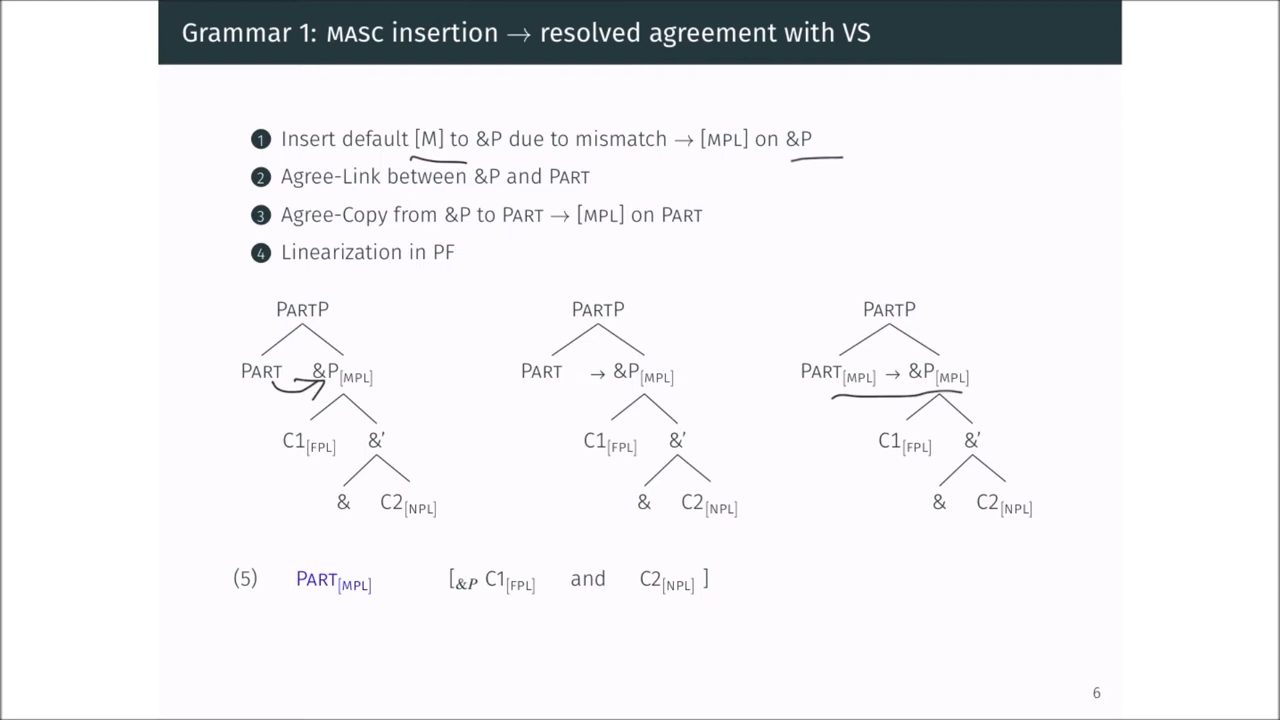 Grammar 1: MASC insertion → resolved agreement with VS
1 Insert default [M] to &P due to mismatch → [MPL] on &P
2 Agree-Link between &P and PART
3 Agree-Copy from &P to PART → [MPL] on PART
4 Linearization in PF
PARTP PARTP PARTP
PART &P[MPL] PART → &P[MPL] PART[MPL] → &P[MPL]
C1[FPL] &' C1[FPL] &' C1[FPL] &'
& C2[NPL] & C2[NPL] & C2[NPL]
(5) PART[MPL] [&P C1[FPL] and C2[NPL] ]
6